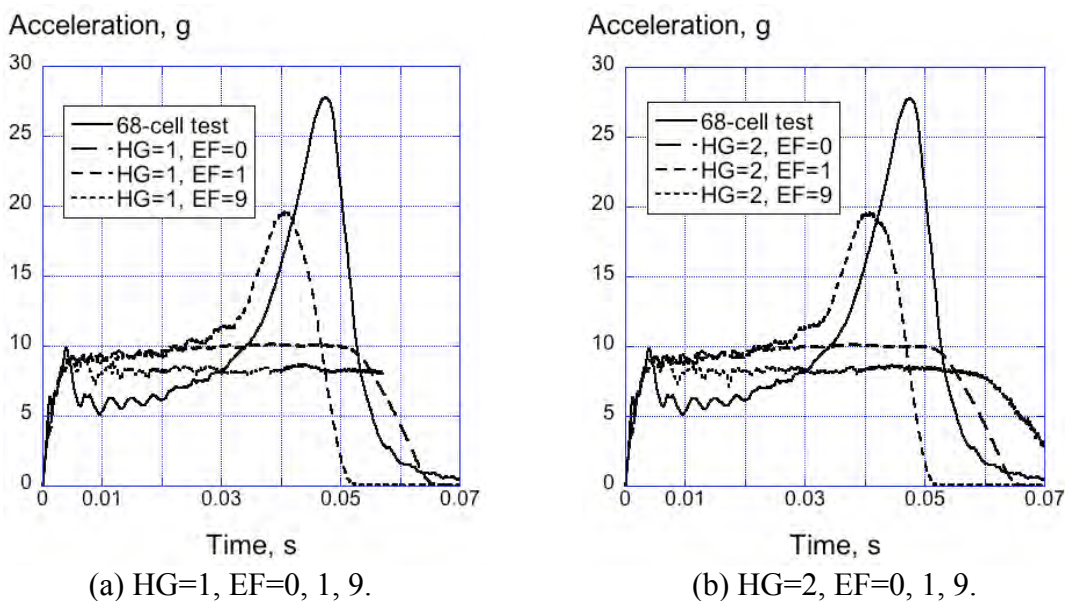 Acceleration, g
30
25
20
15
10
5
0
68-cell test
HG=1, EF=0
HG=1, EF=1
HG=1, EF=9
0 0.01 0.03 0.05 0.07
Time, s
(a) HG=1, EF=0, 1, 9.
Acceleration, g
30
25
20
15
10
5
0
68-cell test
HG=2, EF=0
HG=2, EF=1
HG=2, EF=9
0 0.01 0.03 0.05 0.07
Time, s
(b) HG=2, EF=0, 1, 9.